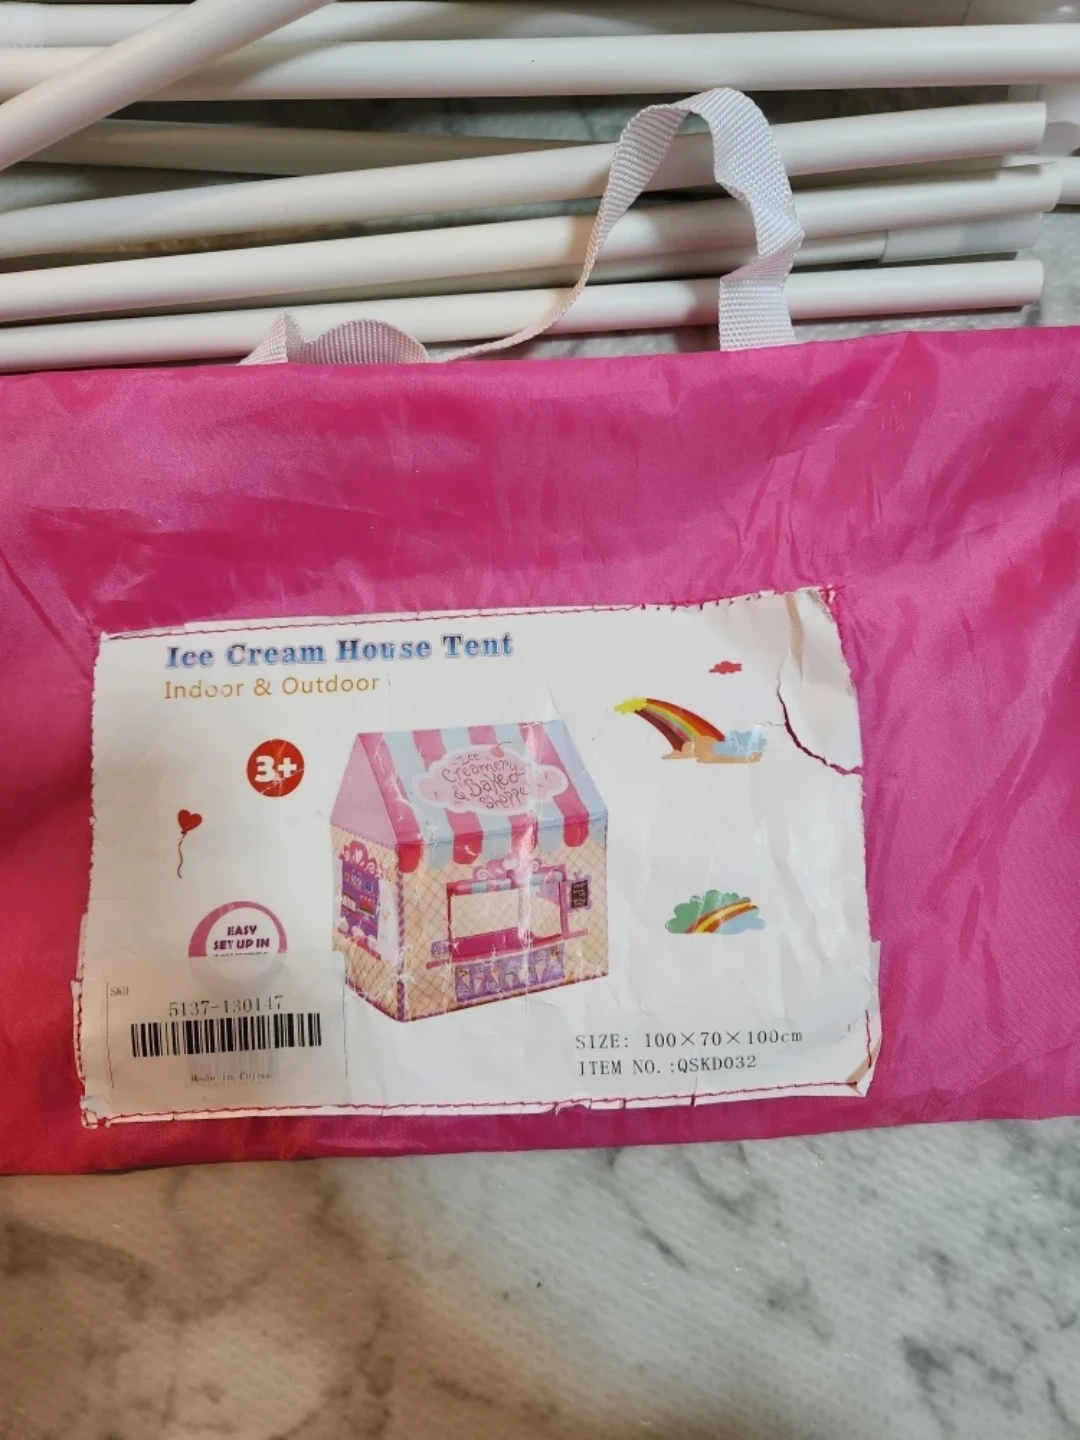 Ice Cream House Tent
Indoor & Outdoor
3+
Ice
Creamery
& Baked
Shoppe
EASY
SET UP IN
SKU
5137-130147
Made in China
SIZE: 100×70×100cm
ITEM NO.:QSKD032